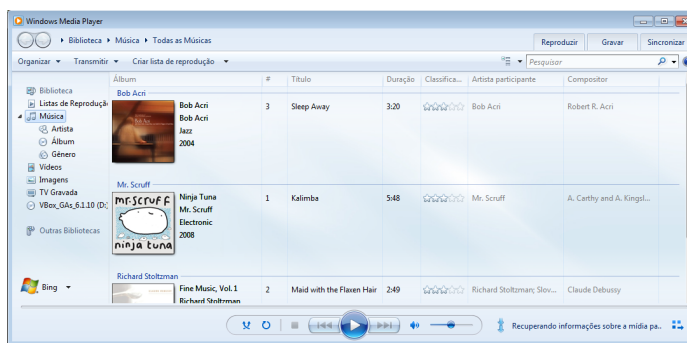 Windows Media Player
Biblioteca ▸ Música ▸ Todas as Músicas
Reproduzir Gravar Sincronizar
Organizar Transmitir Criar lista de reprodução Pesquisar
Álbum # Título Duração Classifica... Artista participante Compositor
Biblioteca
Listas de Reproduçã
Música
Artista
Álbum
Gênero
Vídeos
Imagens
TV Gravada
VBox_GAs_6.1.10 (D:)
Outras Bibliotecas
Bing
Bob Acri
Bob Acri 3 Sleep Away 3:20 Bob Acri Robert R. Acri
Bob Acri
Jazz
2004
Mr. Scruff
mr.scruff
ninja tuna
Ninja Tuna 1 Kalimba 5:48 Mr. Scruff A. Carthy and A. Kingsl...
Mr. Scruff
Electronic
2008
Richard Stoltzman
Fine Music, Vol. 1 2 Maid with the Flaxen Hair 2:49 Richard Stoltzman; Slov... Claude Debussy
Richard Stoltzman
Recuperando informações sobre a mídia pa..